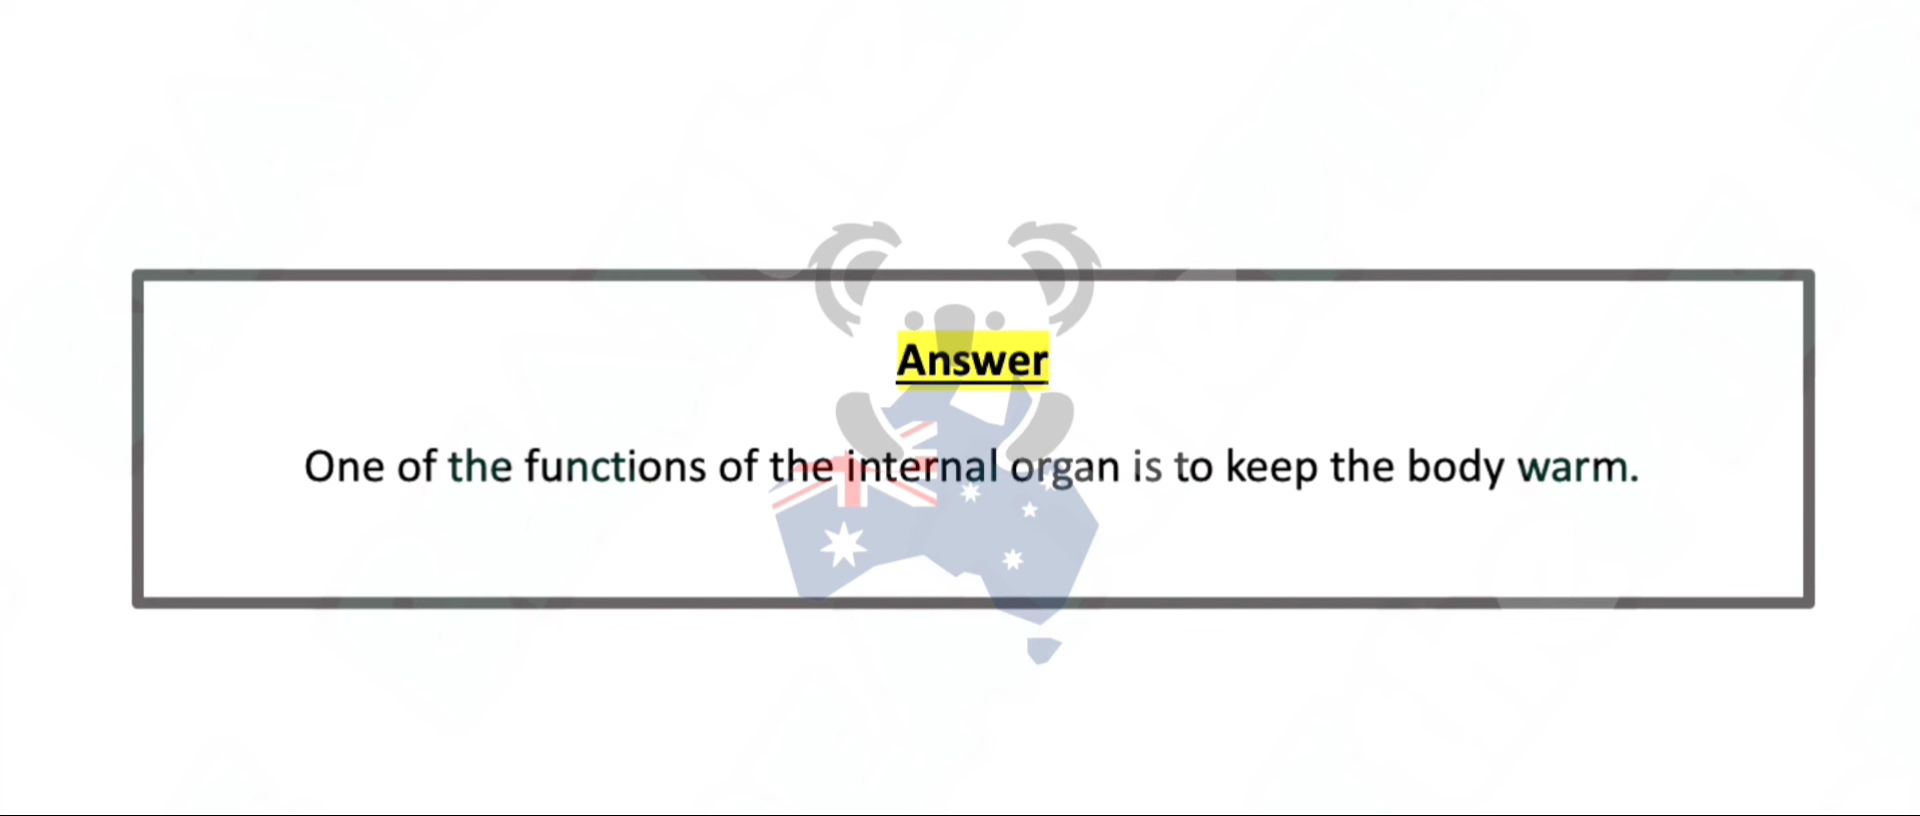 Answer
One of the functions of the internal organ is to keep the body warm.